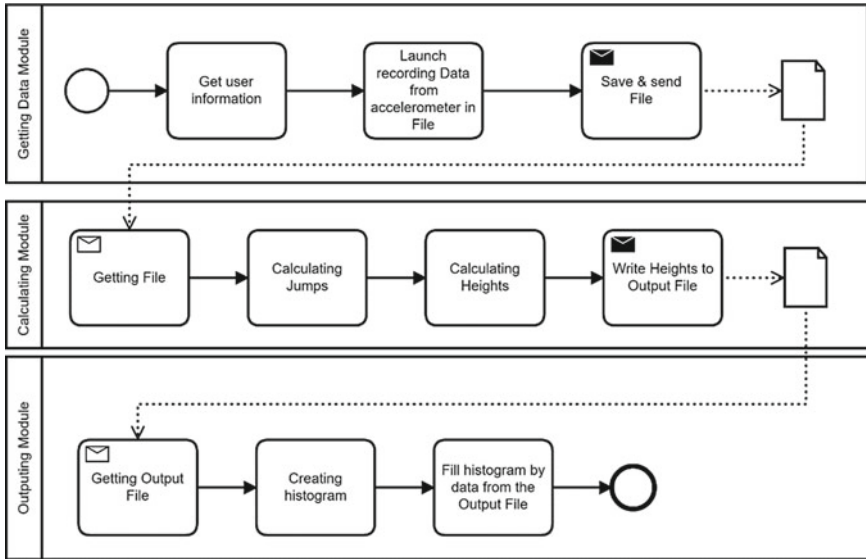 Getting Data Module
Get user
information
Launch
recording Data
from
accelerometer in
File
Save & send
File
Calculating Module
Getting File
Calculating
Jumps
Calculating
Heights
Write Heights to
Output File
Outputing Module
Getting Output
File
Creating
histogram
Fill histogram by
data from the
Output File